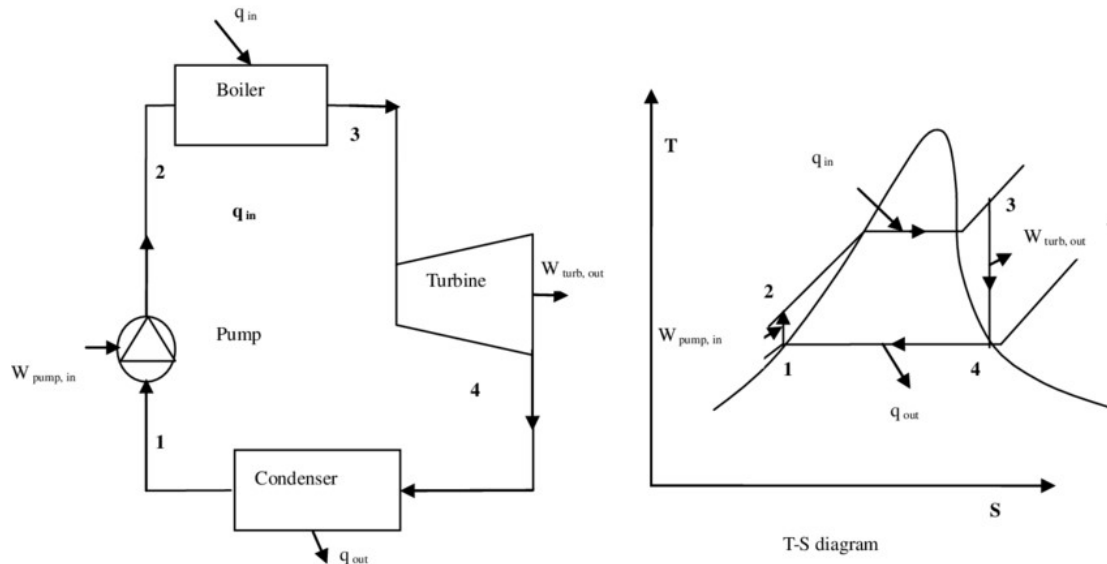 q in
Boiler
3
2
q in
Turbine
W turb, out
Pump
W pump, in
4
1
Condenser
q out
T
q in
3
W turb, out
2
W pump, in
1
4
q out
S
T-S diagram